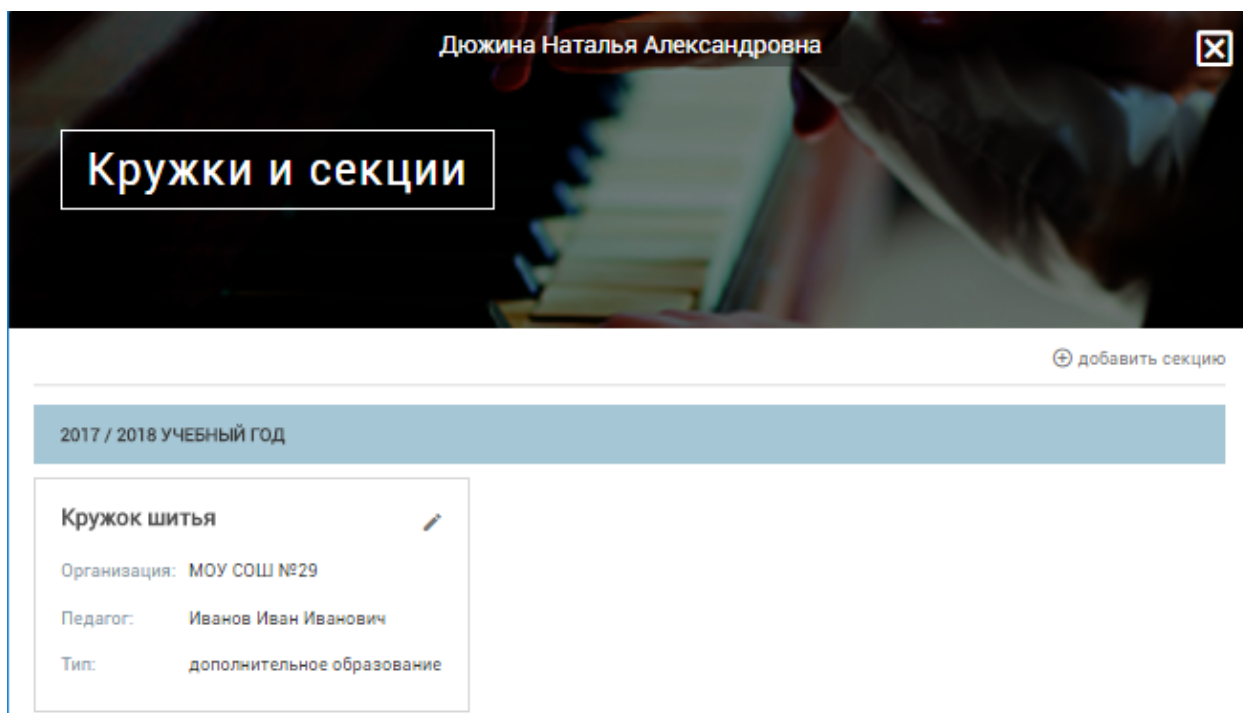 Дюжина Наталья Александровна
Кружки и секции
добавить секцию
2017 / 2018 УЧЕБНЫЙ ГОД
Кружок шитья
Организация: МОУ СОШ №29
Педагог: Иванов Иван Иванович
Тип: дополнительное образование